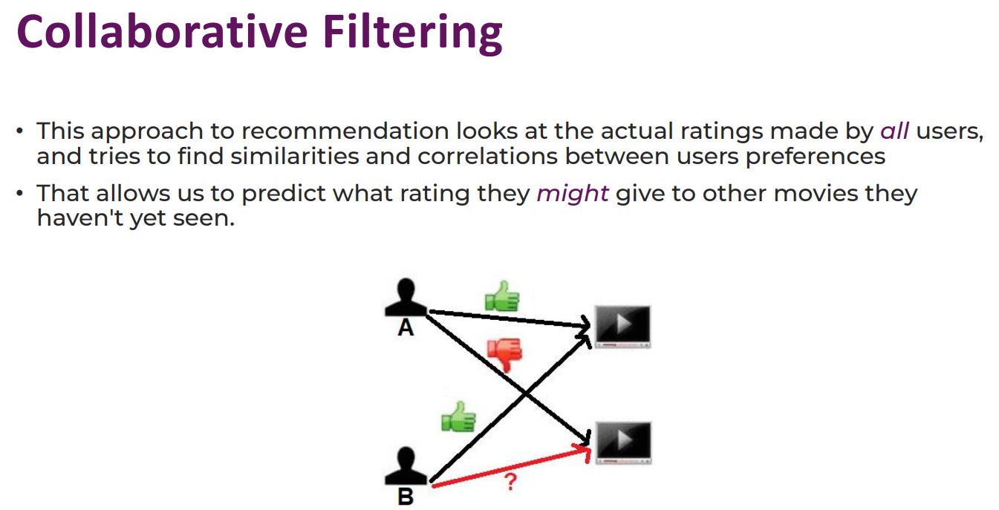 Collaborative Filtering
• This approach to recommendation looks at the actual ratings made by all users,
and tries to find similarities and correlations between users preferences
• That allows us to predict what rating they might give to other movies they
haven't yet seen.
A
B
?